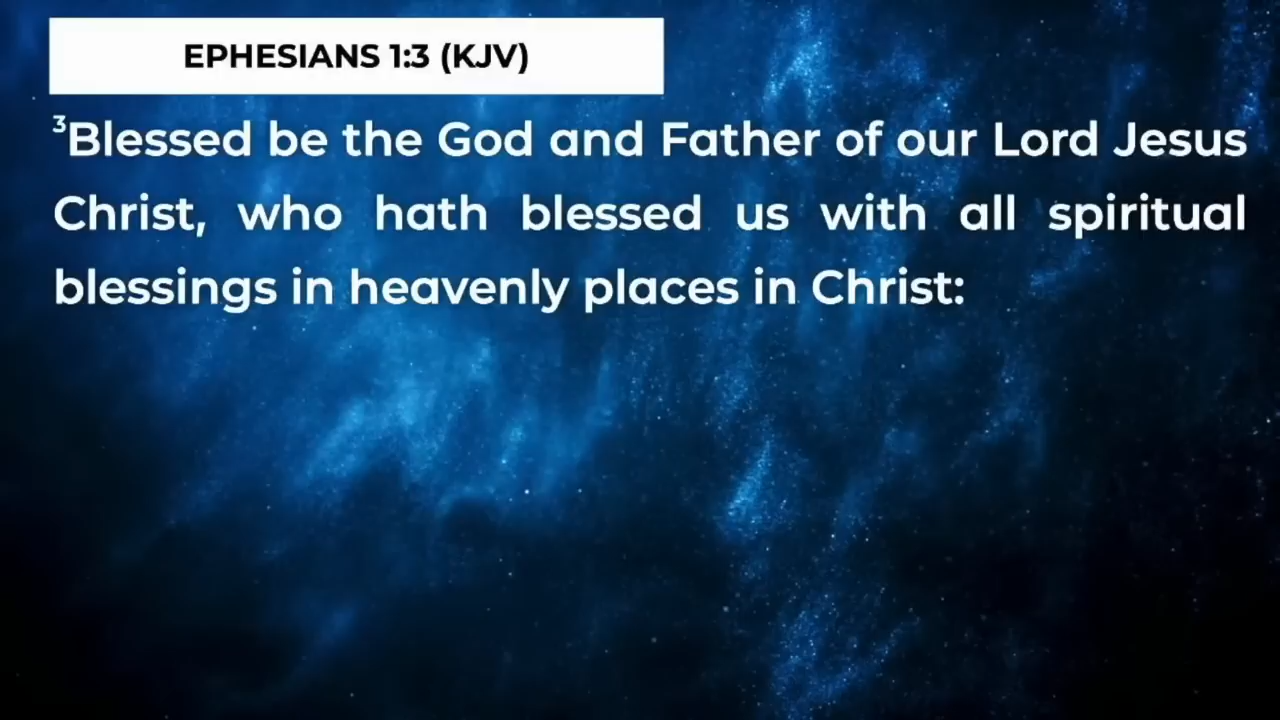 EPHESIANS 1:3 (KJV)
³Blessed be the God and Father of our Lord Jesus
Christ, who hath blessed us with all spiritual
blessings in heavenly places in Christ: